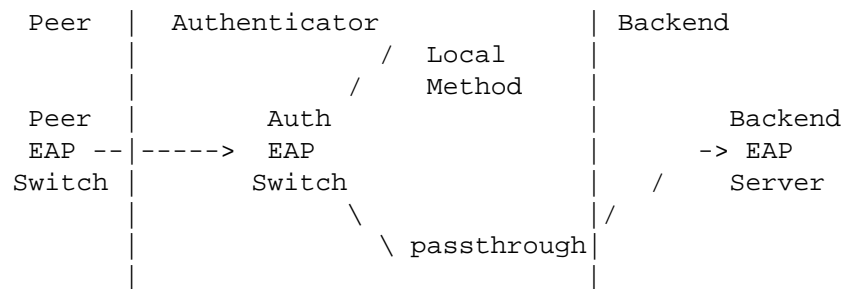 Peer | Authenticator | Backend
| / Local |
| / Method |
Peer | Auth | Backend
EAP --|-----> EAP | -> EAP
Switch | Switch | / Server
| \ |/
| \ passthrough|
| |